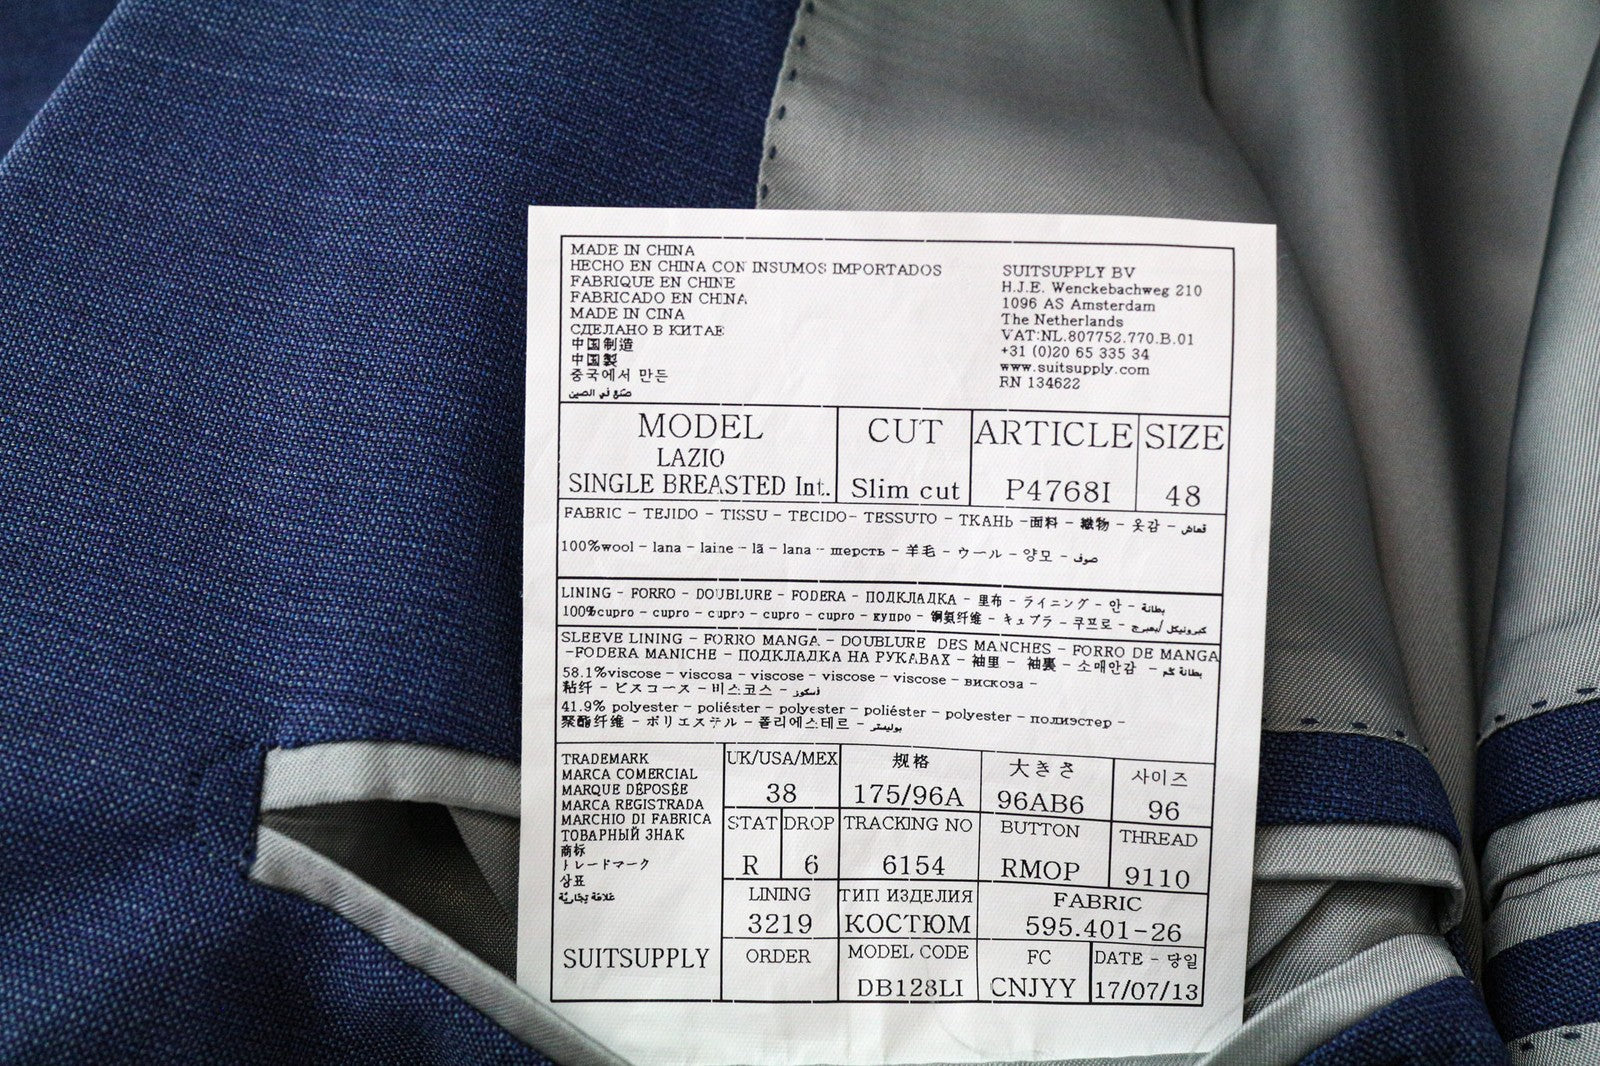 MADE IN CHINA
HECHO EN CHINA CON INSUMOS IMPORTADOS
FABRIQUE EN CHINE
FABRICADO EN CHINA
MADE IN CINA
СДЕЛАНО В КИТАЕ
中国制造
中国製
중국에서 만든
صنع في الصين
SUITSUPPLY BV
H.J.E. Wenckebachweg 210
1096 AS Amsterdam
The Netherlands
VAT:NL.807752.770.B.01
+31 (0)20 65 335 34
www.suitsupply.com
RN 134622
MODEL
LAZIO
SINGLE BREASTED Int.
CUT
Slim cut
ARTICLE
P4768I
SIZE
48
FABRIC - TEJIDO - TISSU - TECIDO- TESSUTO - ТКАНЬ -面料 - 織物 - 옷감 - قماش
100%wool - lana - laine - lã - lana - шерсть - 羊毛 - ウール - 양모 - صوف
LINING - FORRO - DOUBLURE - FODERA - ПОДКЛАДКА - 里布 - ライニング - 안 - بطانة
100%cupro - cupro - cupro - cupro - cupro - купро - 铜氨纤维 - キュプラ - 쿠프로 -
SLEEVE LINING - FORRO MANGA - DOUBLURE DES MANCHES - FORRO DE MANGA
-FODERA MANICHE - ПОДКЛАДКА НА РУКАВАХ - 袖里 - 袖裏 - 소매안감 - بطانة كم
58.1%viscose - viscosa - viscose - viscose - viscose - вискоза -
粘纤 - ビスコース - 비스코스 - فسكوز
41.9% polyester - poliéster - polyester - poliéster - polyester - полиэстер -
聚酯纤维 - ポリエステル - 폴리에스테르 - بوليستر
TRADEMARK
MARCA COMERCIAL
MARQUE DÉPOSÉE
MARCA REGISTRADA
MARCHIO DI FABRICA
ТОВАРНЫЙ ЗНАК
商标
トレードマーク
상표
علامة تجارية
SUITSUPPLY
UK/USA/MEX
38
规格
175/96A
大きさ
96AB6
사이즈
96
STAT
R
DROP
6
TRACKING NO
6154
BUTTON
RMOP
THREAD
9110
LINING
3219
ТИП ИЗДЕЛИЯ
КОСТЮМ
FABRIC
595.401-26
ORDER
MODEL CODE
DB128LI
FC
CNJYY
DATE - 당일
17/07/13